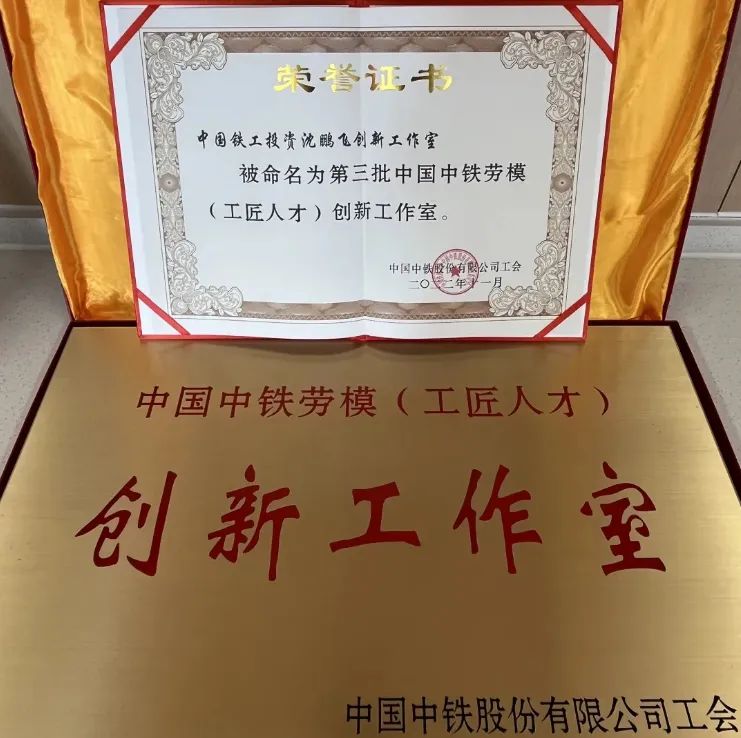 荣誉证书
中国铁工投资沈鹏飞创新工作室
被命名为第三批中国中铁劳模
（工匠人才）创新工作室。
中国中铁股份有限公司工会
中国中铁劳模（工匠人才）
创新工作室
中国中铁股份有限公司工会